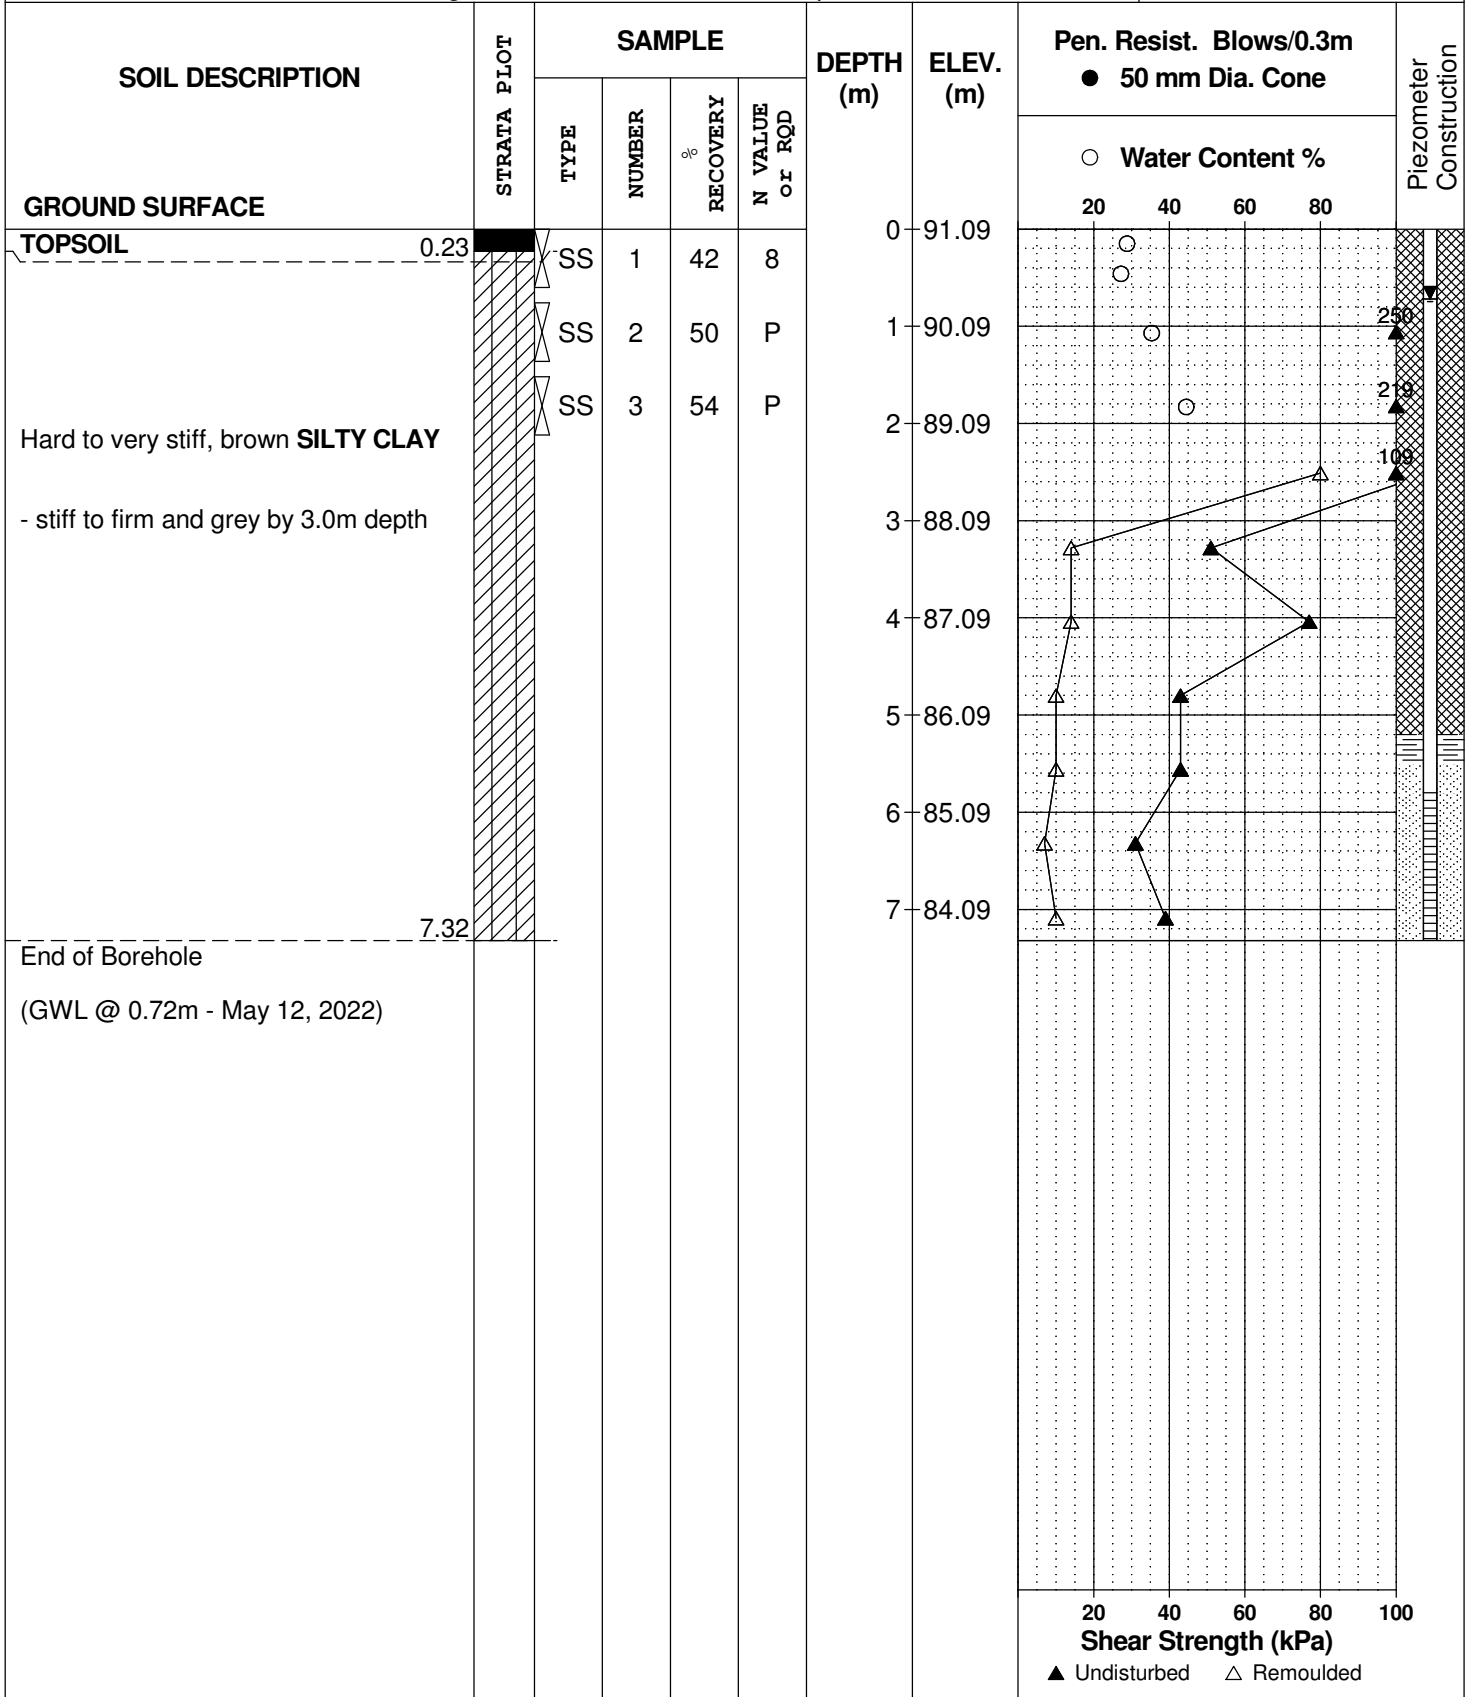 SOIL DESCRIPTION
GROUND SURFACE
STRATA PLOT
SAMPLE
TYPE
NUMBER
% RECOVERY
N VALUE or RQD
DEPTH (m)
ELEV. (m)
Pen. Resist. Blows/0.3m
● 50 mm Dia. Cone
○ Water Content %
20 40 60 80
Piezometer Construction
TOPSOIL 0.23
SS 1 42 8
0 91.09
SS 2 50 P
1 90.09
250
SS 3 54 P
219
2 89.09
Hard to very stiff, brown SILTY CLAY
109
- stiff to firm and grey by 3.0m depth
3 88.09
4 87.09
5 86.09
6 85.09
7 84.09
7.32
End of Borehole
(GWL @ 0.72m - May 12, 2022)
20 40 60 80 100
Shear Strength (kPa)
▲ Undisturbed △ Remoulded